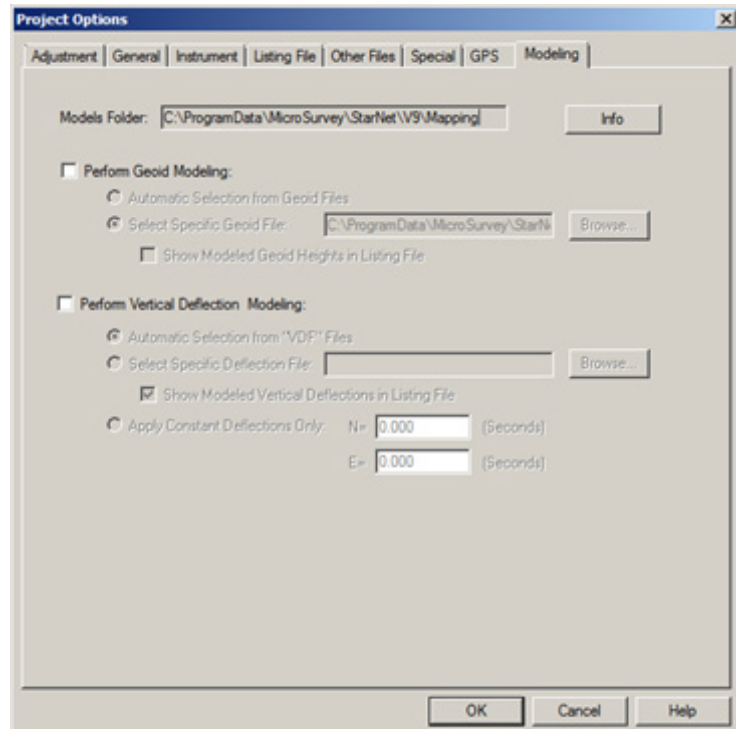 Project Options
Adjustment General Instrument Listing File Other Files Special GPS Modeling
Models Folder: C:\ProgramData\MicroSurvey\StarNet\V9\Mapping Info
Perform Geoid Modeling:
Automatic Selection from Geoid Files
Select Specific Geoid File: C:\ProgramData\MicroSurvey\StarN Browse...
Show Modeled Geoid Heights in Listing File
Perform Vertical Deflection Modeling:
Automatic Selection from "VDF" Files
Select Specific Deflection File: Browse...
Show Modeled Vertical Deflections in Listing File
Apply Constant Deflections Only: N= 0.000 (Seconds)
E= 0.000 (Seconds)
OK Cancel Help